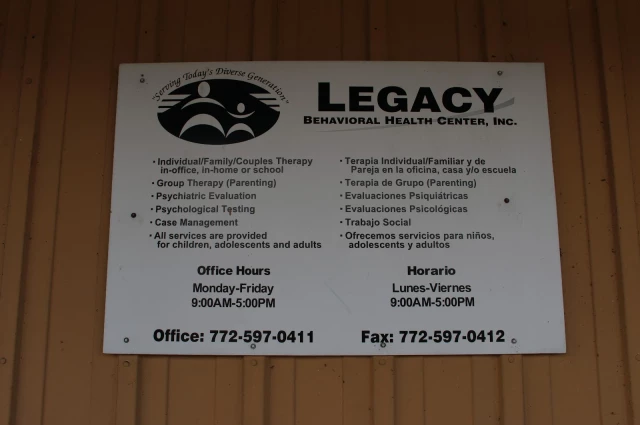 "Serving Today's Diverse Generation"
LEGACY
BEHAVIORAL HEALTH CENTER, INC.
· Individual/Family/Couples Therapy
in-office, in-home or school
· Group Therapy (Parenting)
· Psychiatric Evaluation
· Psychological Testing
· Case Management
· All services are provided
for children, adolescents and adults
· Terapia Individual/Familiar y de
Pareja en la oficina, casa y/o escuela
· Terapia de Grupo (Parenting)
· Evaluaciones Psiquiátricas
· Evaluaciones Psicológicas
· Trabajo Social
· Ofrecemos servicios para niños,
adolescents y adultos
Office Hours
Monday-Friday
9:00AM-5:00PM
Horario
Lunes-Viernes
9:00AM-5:00PM
Office: 772-597-0411
Fax: 772-597-0412